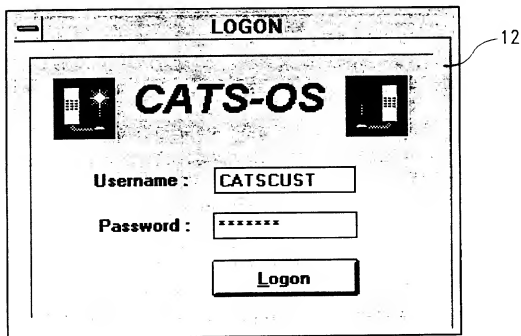 LOGON
12
CATS-OS
Username : CATSCUST
Password : *******
Logon